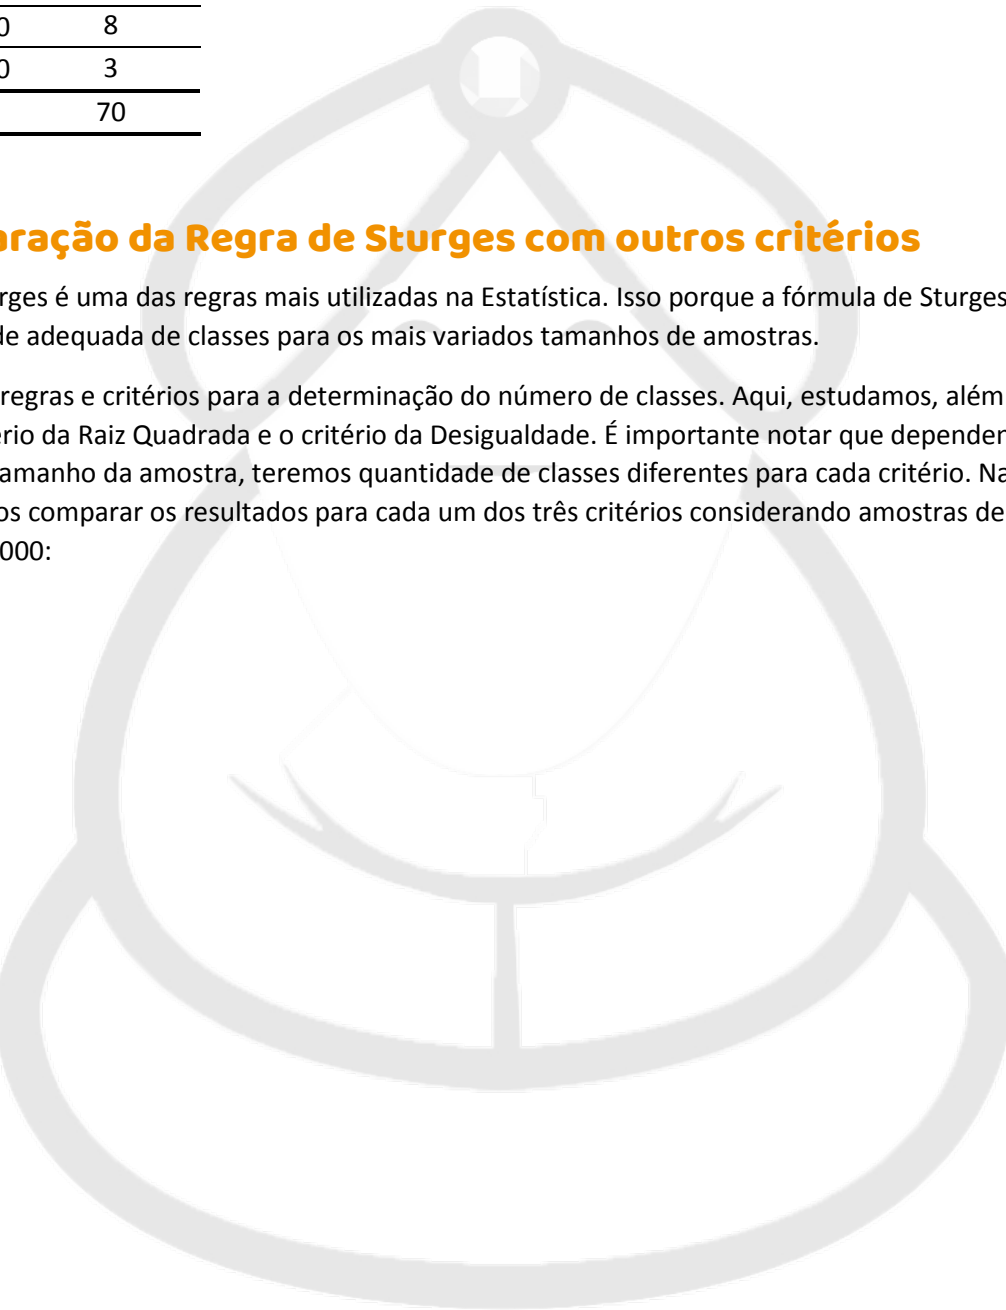 0 8
0 3
70
aração da Regra de Sturges com outros critérios
rges é uma das regras mais utilizadas na Estatística. Isso porque a fórmula de Sturges
de adequada de classes para os mais variados tamanhos de amostras.
regras e critérios para a determinação do número de classes. Aqui, estudamos, além
ério da Raiz Quadrada e o critério da Desigualdade. É importante notar que dependen
amanho da amostra, teremos quantidade de classes diferentes para cada critério. Na
os comparar os resultados para cada um dos três critérios considerando amostras de
000: